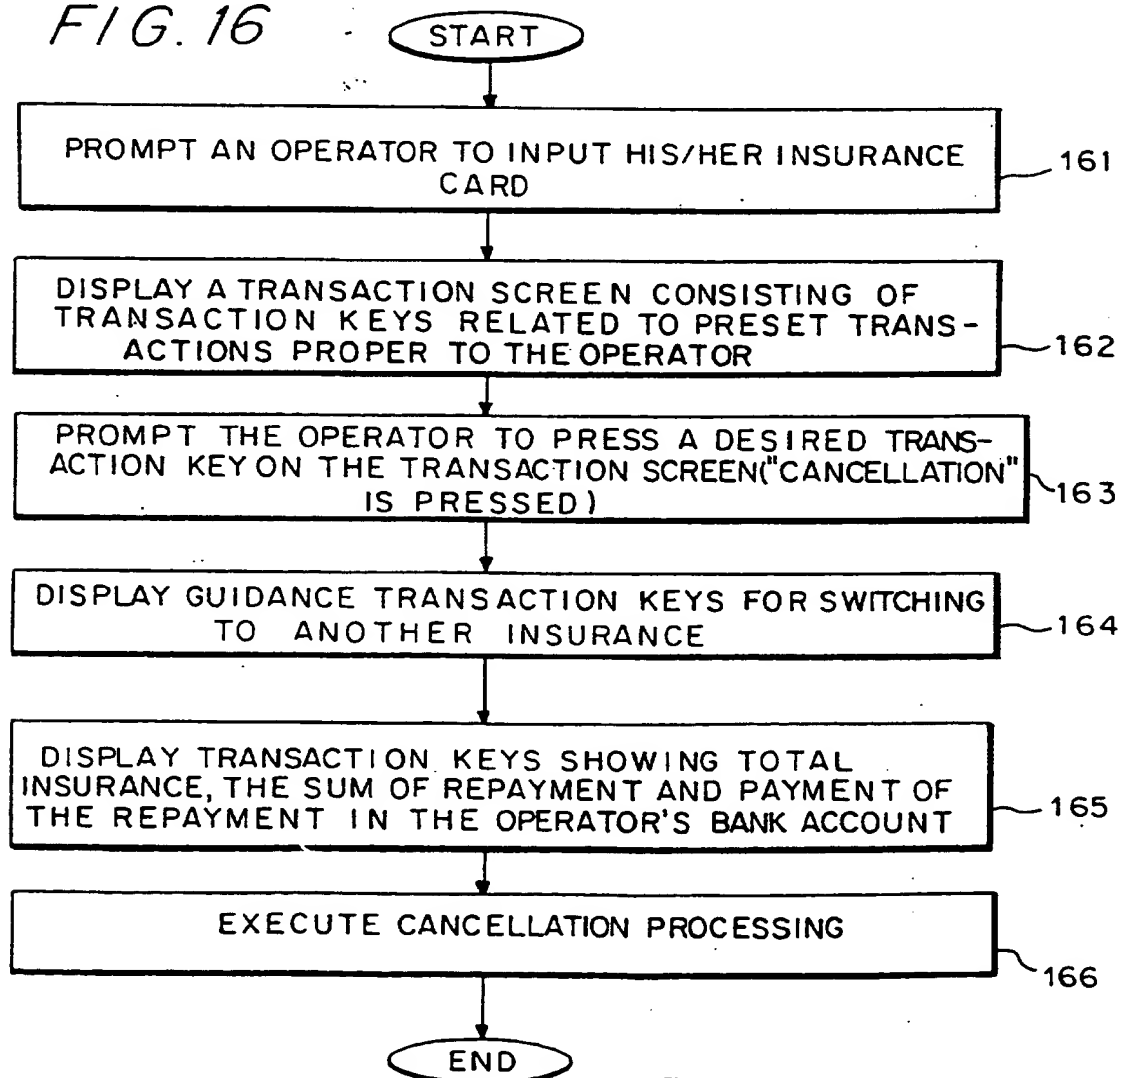 FIG. 16
START
PROMPT AN OPERATOR TO INPUT HIS/HER INSURANCE
CARD
161
DISPLAY A TRANSACTION SCREEN CONSISTING OF
TRANSACTION KEYS RELATED TO PRESET TRANS-
ACTIONS PROPER TO THE OPERATOR
162
PROMPT THE OPERATOR TO PRESS A DESIRED TRANS-
ACTION KEY ON THE TRANSACTION SCREEN("CANCELLATION"
IS PRESSED)
163
DISPLAY GUIDANCE TRANSACTION KEYS FOR SWITCHING
TO ANOTHER INSURANCE
164
DISPLAY TRANSACTION KEYS SHOWING TOTAL
INSURANCE, THE SUM OF REPAYMENT AND PAYMENT OF
THE REPAYMENT IN THE OPERATOR'S BANK ACCOUNT
165
EXECUTE CANCELLATION PROCESSING
166
END